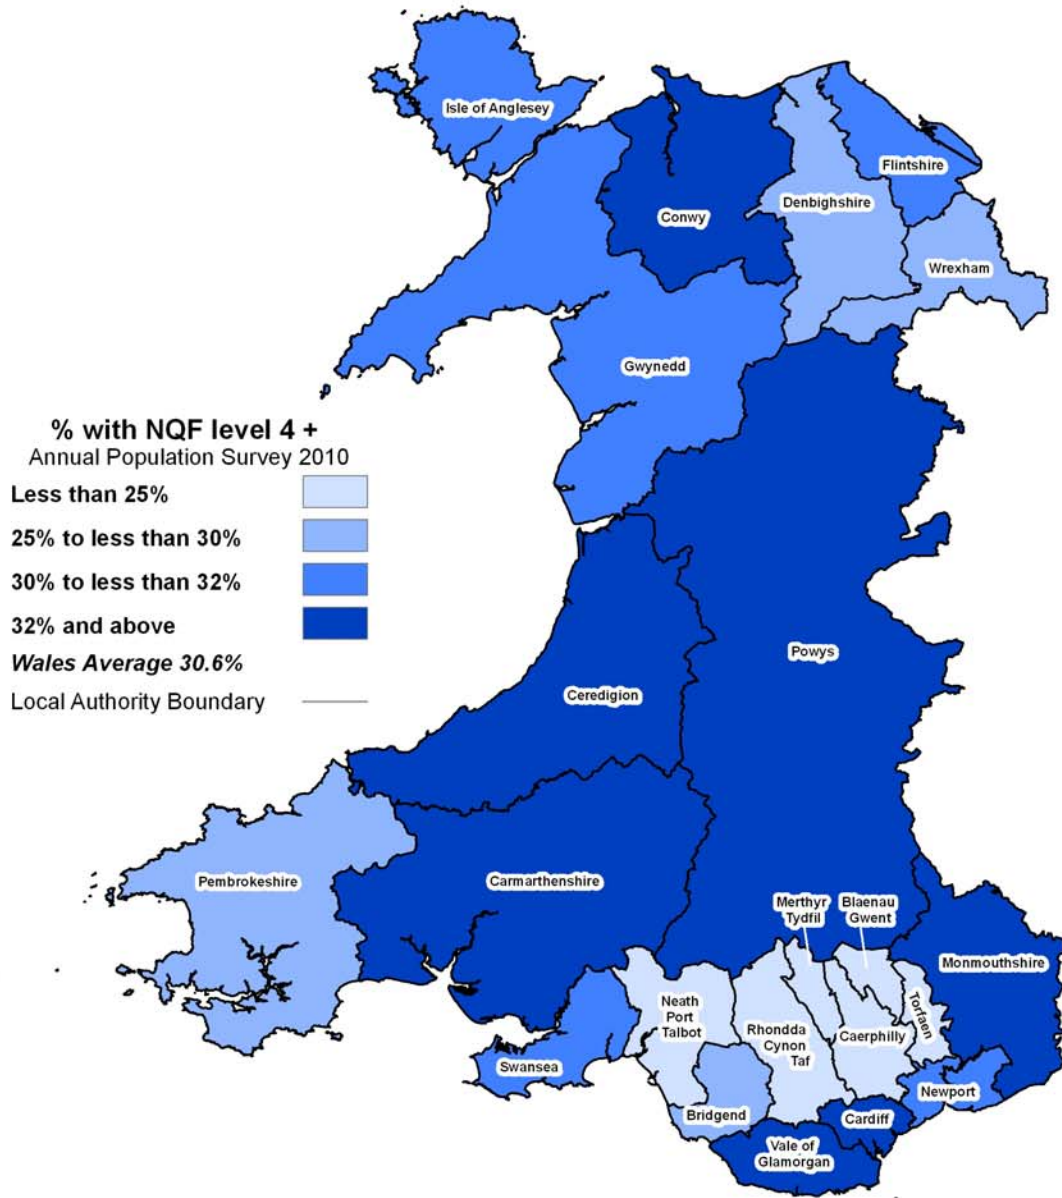 Isle of Anglesey
Flintshire
Denbighshire
Conwy
Wrexham
Gwynedd
% with NQF level 4 +
Annual Population Survey 2010
Less than 25%
25% to less than 30%
30% to less than 32%
32% and above
Wales Average 30.6%
Local Authority Boundary
Powys
Ceredigion
Pembrokeshire
Carmarthenshire
Merthyr
Tydfil
Blaenau
Gwent
Monmouthshire
Neath
Port
Talbot
Rhondda
Cynon
Taf
Caerphilly
Torfaen
Swansea
Newport
Bridgend
Cardiff
Vale of
Glamorgan